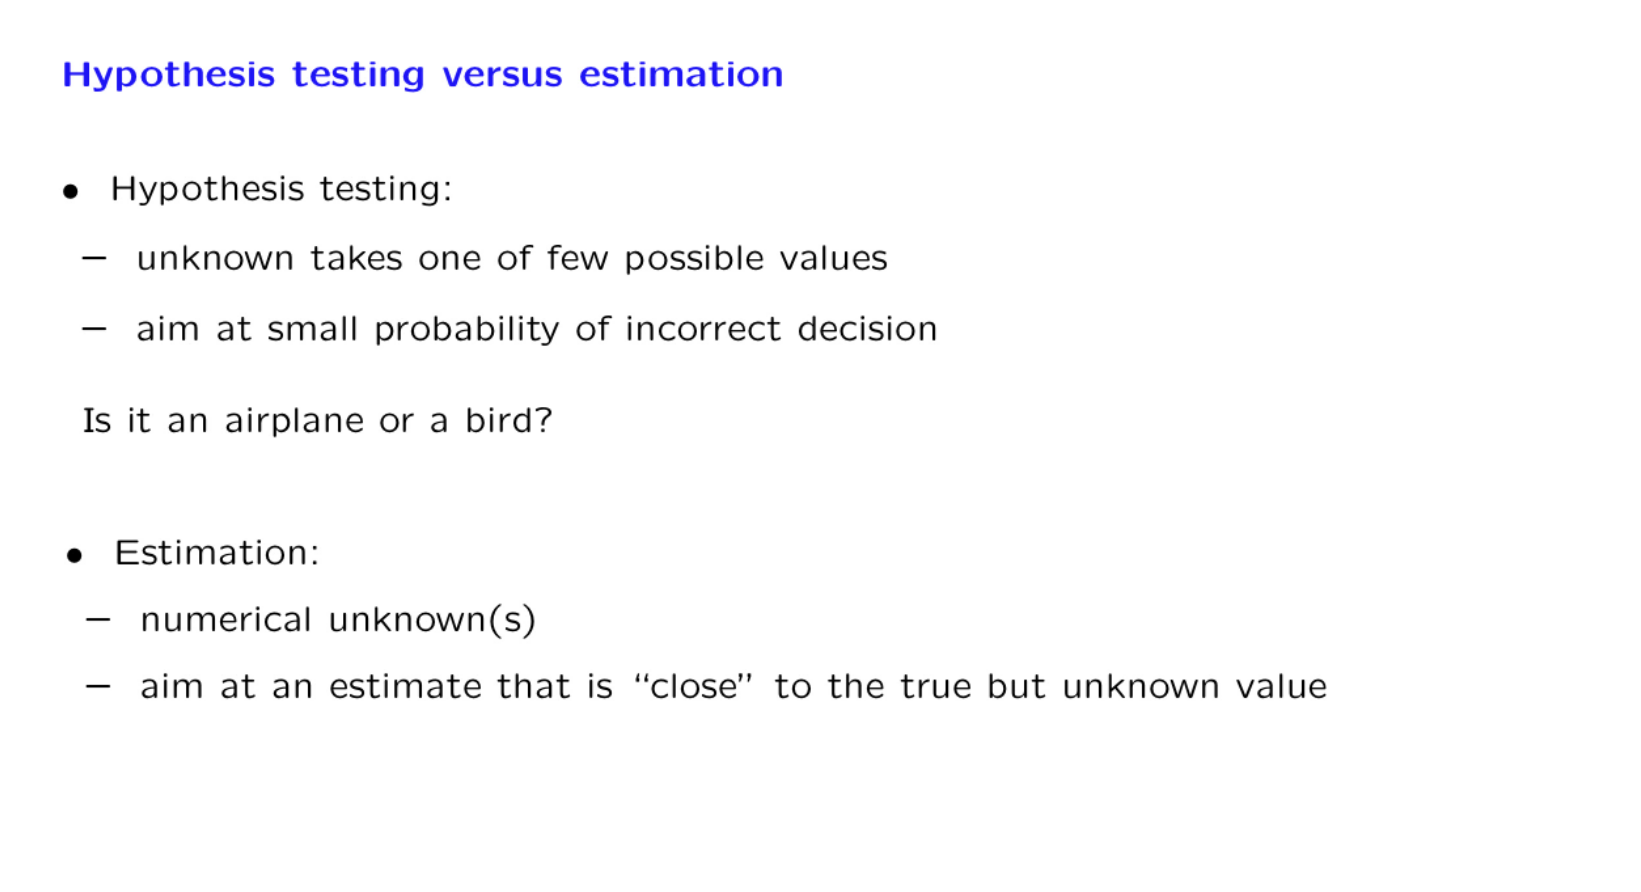 Hypothesis testing versus estimation
• Hypothesis testing:
– unknown takes one of few possible values
– aim at small probability of incorrect decision
Is it an airplane or a bird?
• Estimation:
– numerical unknown(s)
– aim at an estimate that is “close” to the true but unknown value